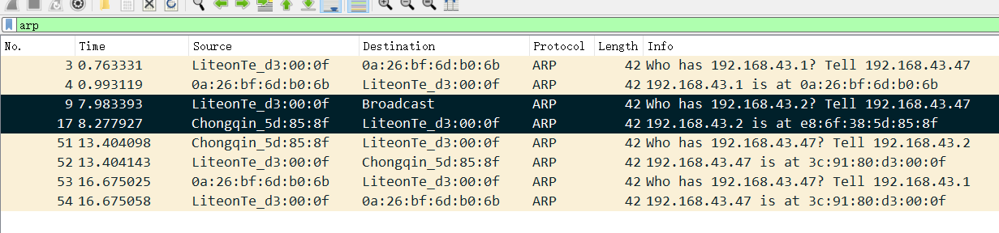 arp
No. Time Source Destination Protocol Length Info
3 0.763331 LiteonTe_d3:00:0f 0a:26:bf:6d:b0:6b ARP 42 Who has 192.168.43.1? Tell 192.168.43.47
4 0.993119 0a:26:bf:6d:b0:6b LiteonTe_d3:00:0f ARP 42 192.168.43.1 is at 0a:26:bf:6d:b0:6b
9 7.983393 LiteonTe_d3:00:0f Broadcast ARP 42 Who has 192.168.43.2? Tell 192.168.43.47
17 8.277927 Chongqin_5d:85:8f LiteonTe_d3:00:0f ARP 42 192.168.43.2 is at e8:6f:38:5d:85:8f
51 13.404098 Chongqin_5d:85:8f LiteonTe_d3:00:0f ARP 42 Who has 192.168.43.47? Tell 192.168.43.2
52 13.404143 LiteonTe_d3:00:0f Chongqin_5d:85:8f ARP 42 192.168.43.47 is at 3c:91:80:d3:00:0f
53 16.675025 0a:26:bf:6d:b0:6b LiteonTe_d3:00:0f ARP 42 Who has 192.168.43.47? Tell 192.168.43.1
54 16.675058 LiteonTe_d3:00:0f 0a:26:bf:6d:b0:6b ARP 42 192.168.43.47 is at 3c:91:80:d3:00:0f